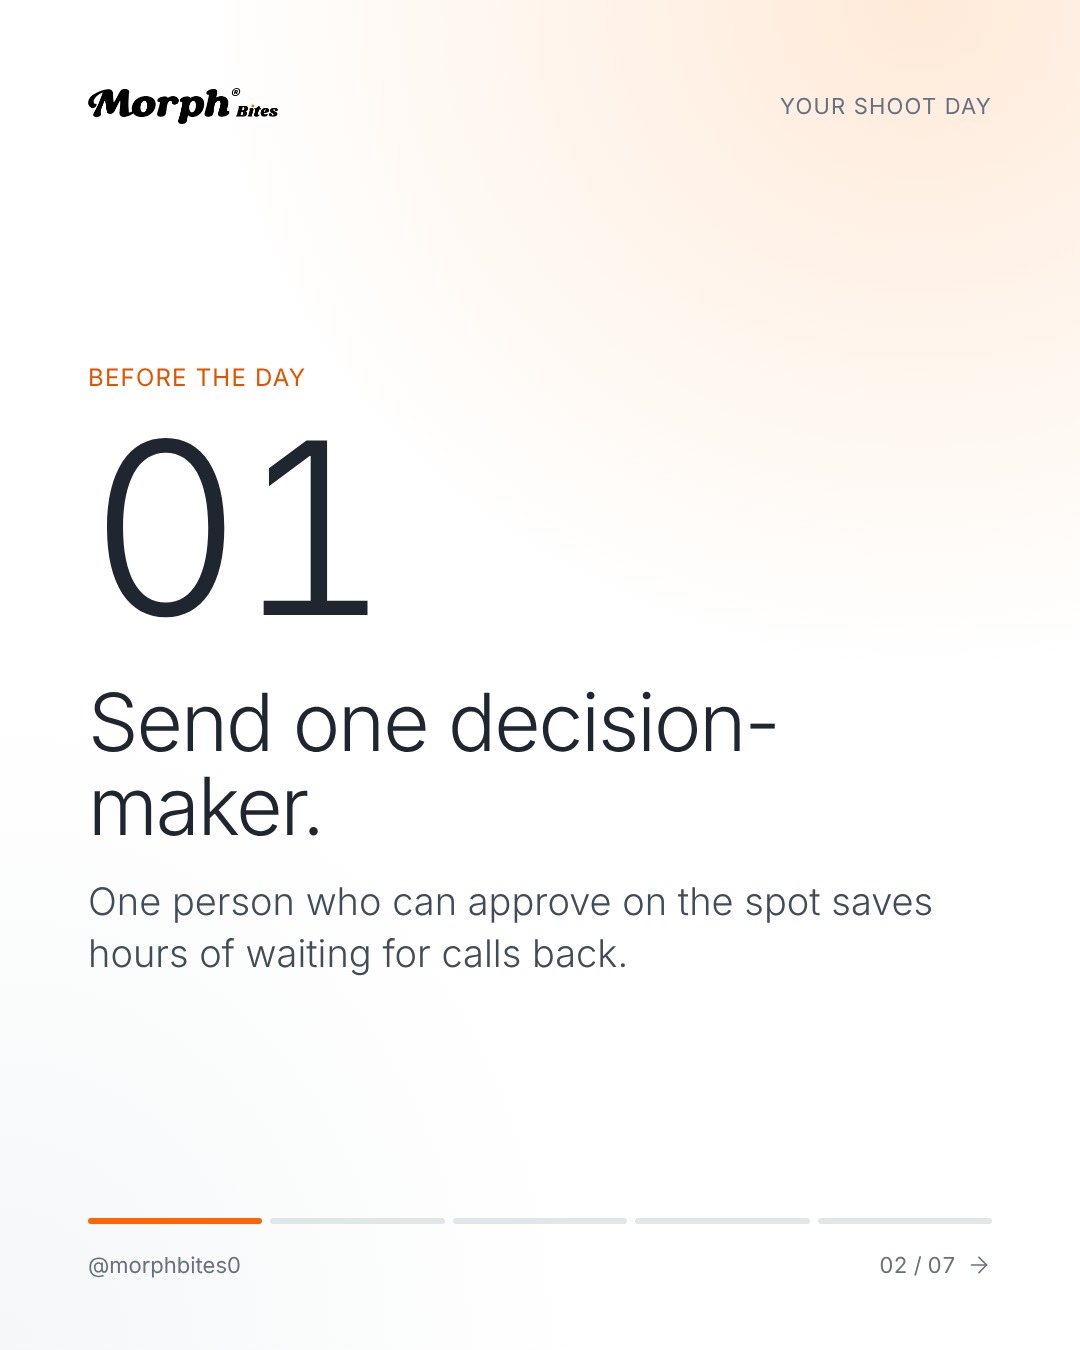 Morph® Bites
YOUR SHOOT DAY
BEFORE THE DAY
01
Send one decision-
maker.
One person who can approve on the spot saves
hours of waiting for calls back.
@morphbites0
02 / 07 →